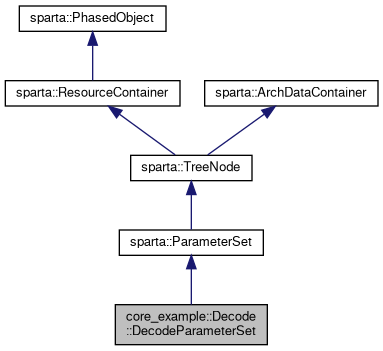 sparta::PhasedObject
sparta::ResourceContainer
sparta::ArchDataContainer
sparta::TreeNode
sparta::ParameterSet
core_example::Decode
::DecodeParameterSet